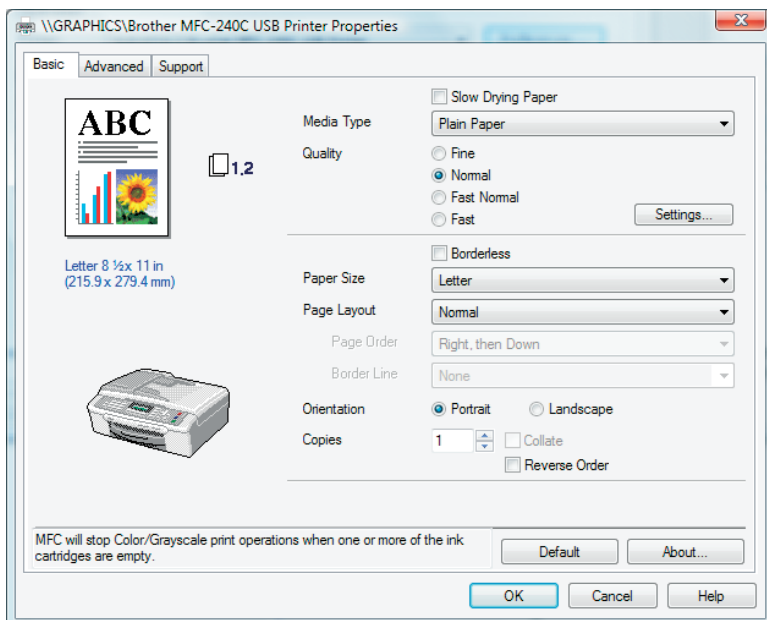 \\GRAPHICS\Brother MFC-240C USB Printer Properties
Basic Advanced Support
ABC
1.2
Letter 8 ½x 11 in
(215.9 x 279.4 mm)
Slow Drying Paper
Media Type Plain Paper
Quality Fine
Normal
Fast Normal
Fast
Settings...
Borderless
Paper Size Letter
Page Layout Normal
Page Order Right, then Down
Border Line None
Orientation Portrait Landscape
Copies 1 Collate
Reverse Order
MFC will stop Color/Grayscale print operations when one or more of the ink
cartridges are empty.
Default About...
OK Cancel Help